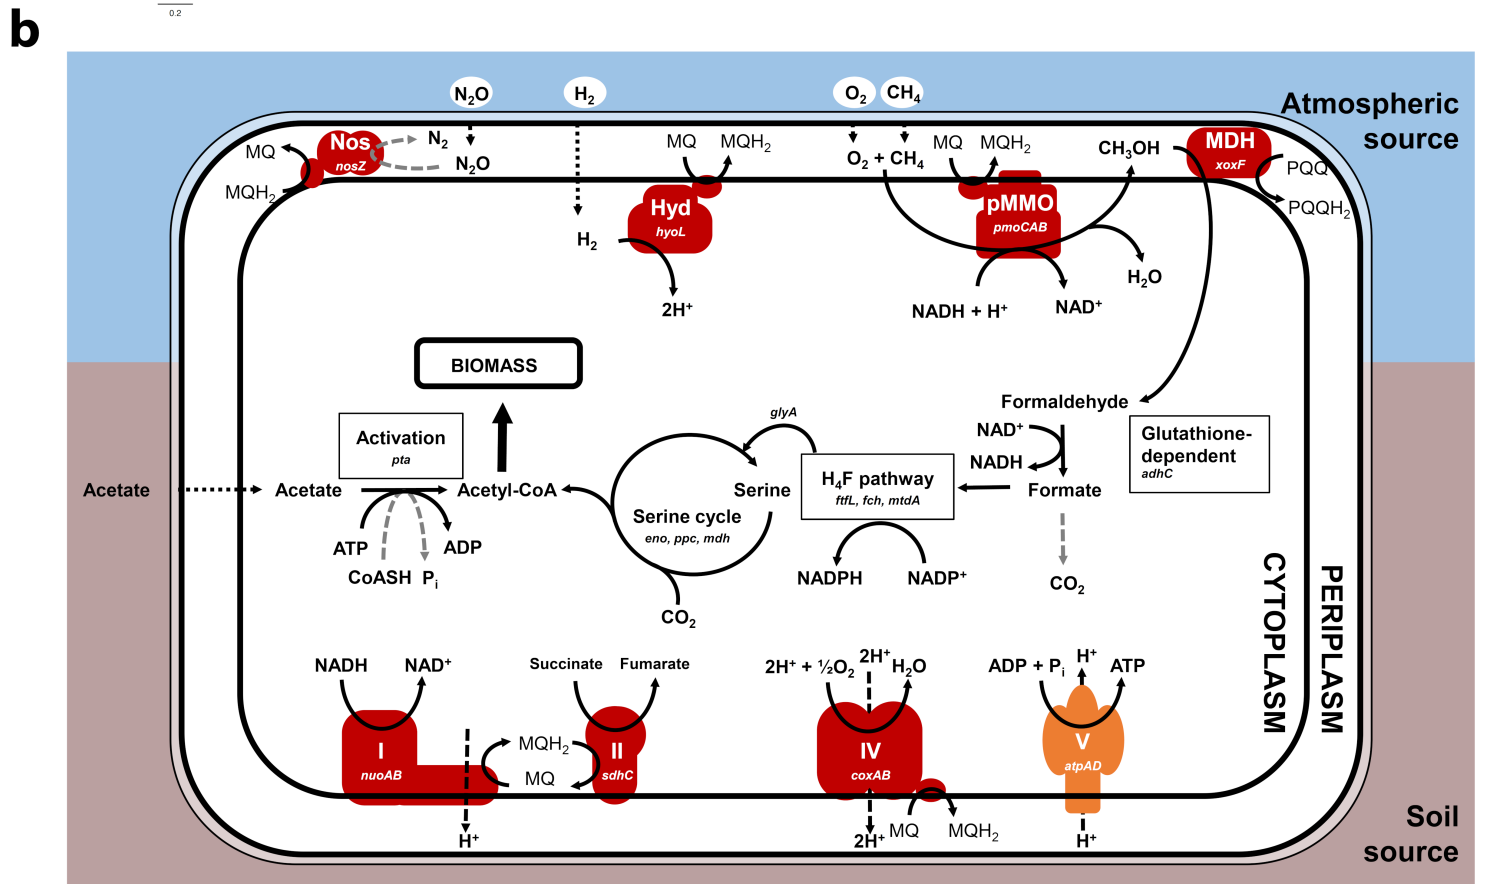 0.2
b
Atmospheric
source
N₂O
H₂
O₂
CH₄
MQ
MQH₂
Nos
nosZ
N₂
N₂O
H₂
2H⁺
MQ
MQH₂
Hyd
hyoL
O₂ + CH₄
MQ
MQH₂
pMMO
pmoCAB
CH₃OH
NADH + H⁺
NAD⁺
H₂O
MDH
xoxF
PQQ
PQQH₂
BIOMASS
Activation
pta
Acetate
Acetate
Acetyl-CoA
ATP
ADP
CoASH
Pᵢ
glyA
Serine
Serine cycle
eno, ppc, mdh
CO₂
H₄F pathway
ftfL, fch, mtdA
NADPH
NADP⁺
Formaldehyde
NAD⁺
NADH
Formate
CO₂
Glutathione-
dependent
adhC
CYTOPLASM
PERIPLASM
NADH
NAD⁺
I
nuoAB
H⁺
MQH₂
MQ
Succinate
Fumarate
II
sdhC
2H⁺ + ½O₂
2H⁺
H₂O
IV
coxAB
2H⁺
MQ
MQH₂
ADP + Pᵢ
H⁺
ATP
V
atpAD
H⁺
Soil
source